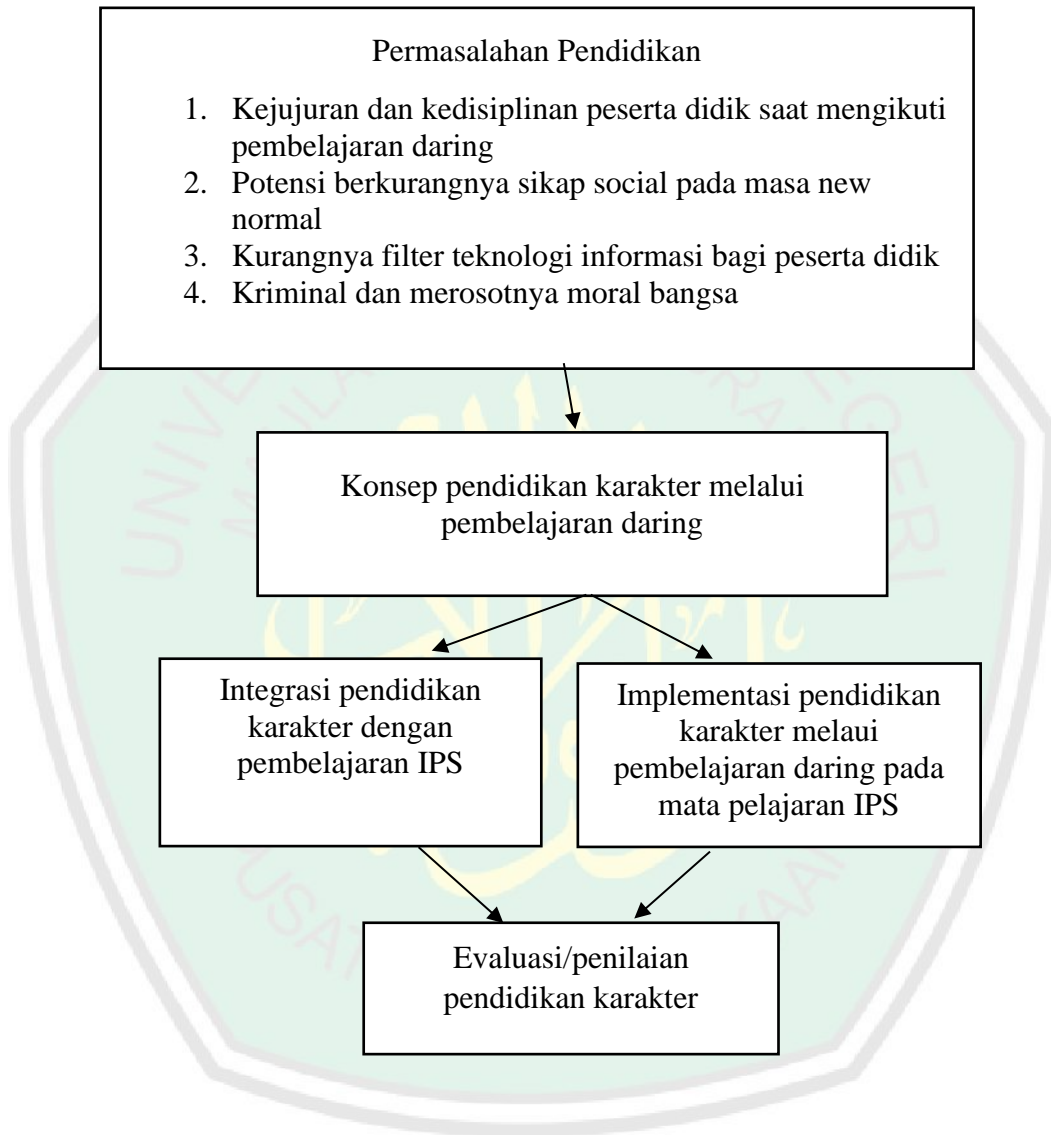 Permasalahan Pendidikan
1. Kejujuran dan kedisiplinan peserta didik saat mengikuti
pembelajaran daring
2. Potensi berkurangnya sikap social pada masa new
normal
3. Kurangnya filter teknologi informasi bagi peserta didik
4. Kriminal dan merosotnya moral bangsa
Konsep pendidikan karakter melalui
pembelajaran daring
Integrasi pendidikan
karakter dengan
pembelajaran IPS
Implementasi pendidikan
karakter melaui
pembelajaran daring pada
mata pelajaran IPS
Evaluasi/penilaian
pendidikan karakter